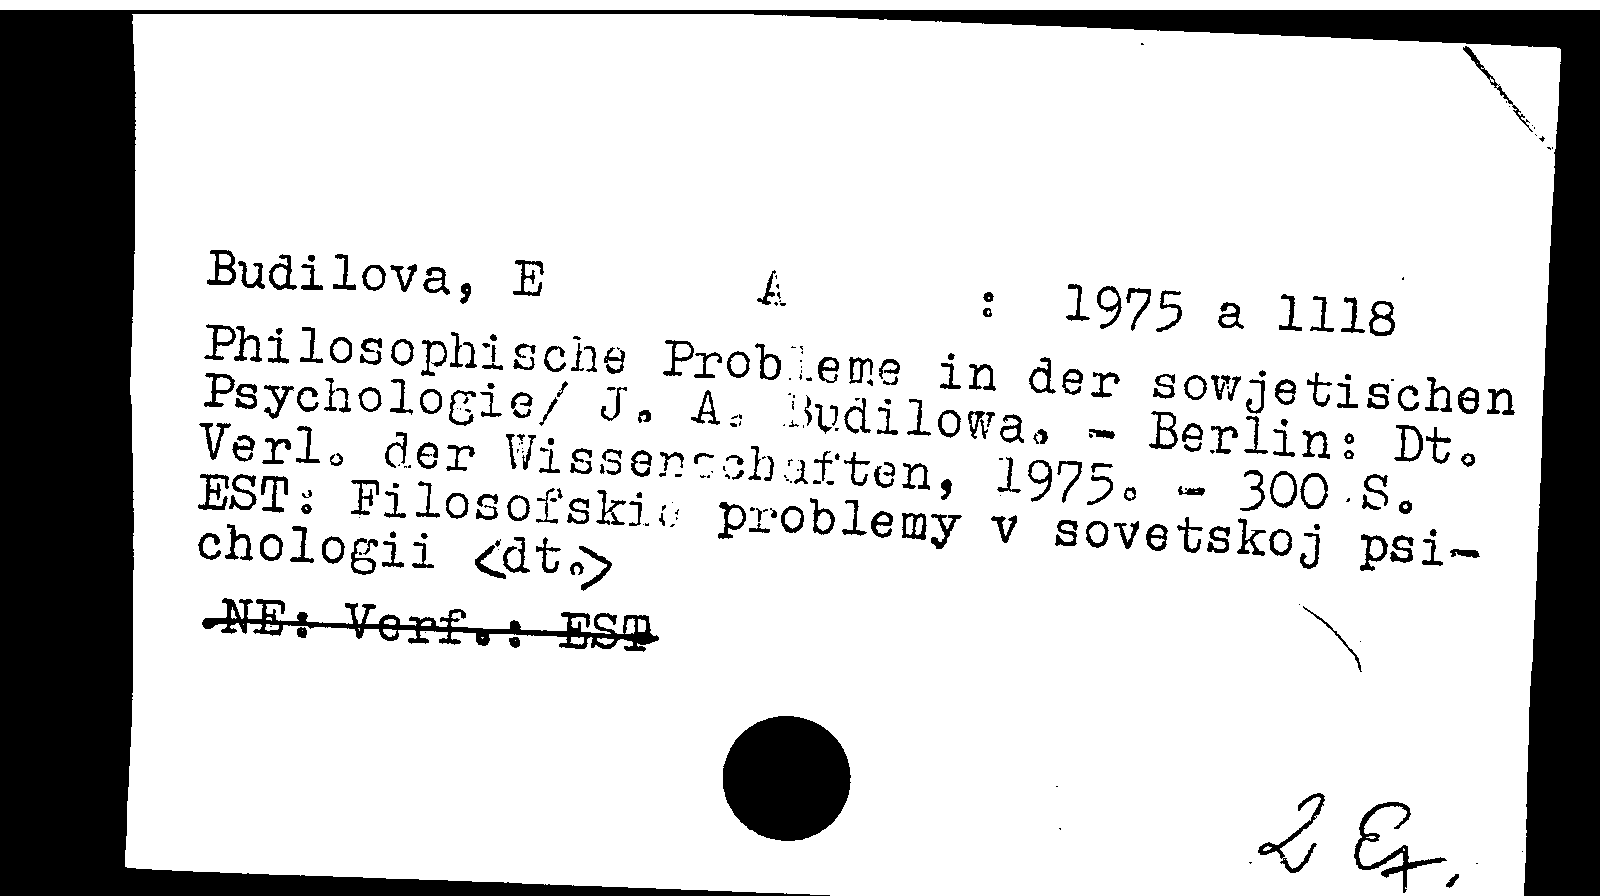 Budilova, E A : 1975 a 1118
Philosophische Probleme in der sowjetischen
Psychologie/ J. A. Budilowa. - Berlin: Dt.
Verl. der Wissenschaften, 1975. - 300 S.
EST: Filosofskie problemy v sovetskoj psi-
chologii <dt.>
NE: Verf.: EST
2 Ex.